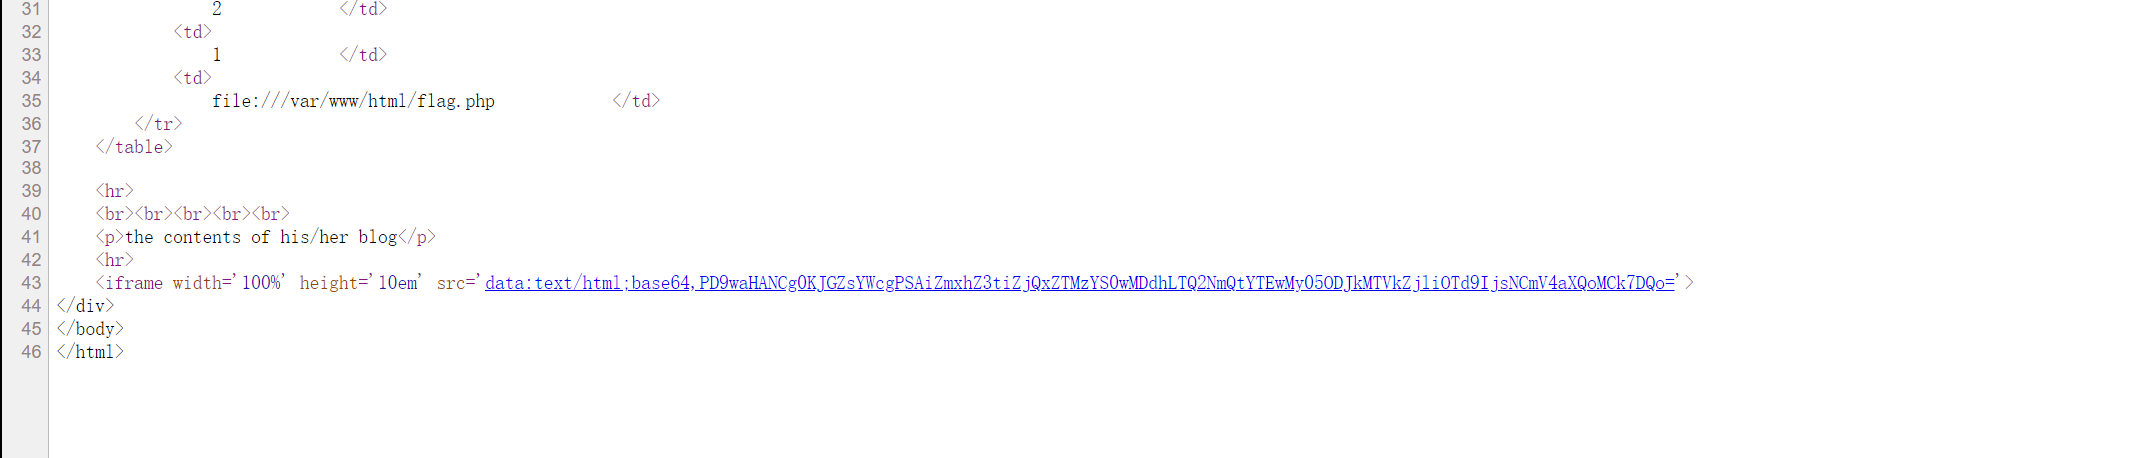 31 2 </td>
32 <td>
33 1 </td>
34 <td>
35 file:///var/www/html/flag.php </td>
36 </tr>
37 </table>
38
39 <hr>
40 <br><br><br><br><br>
41 <p>the contents of his/her blog</p>
42 <hr>
43 <iframe width='100%' height='10em' src='data:text/html;base64,PD9waHANCg0KJGZsYWcgPSAiZmxhZ3tiZjQxZTMzYS0wMDdhLTQ2NmQtYTEwMy05ODJkMTVkZjliOTd9IjsNCmV4aXQoMCk7DQo='>
44 </div>
45 </body>
46 </html>